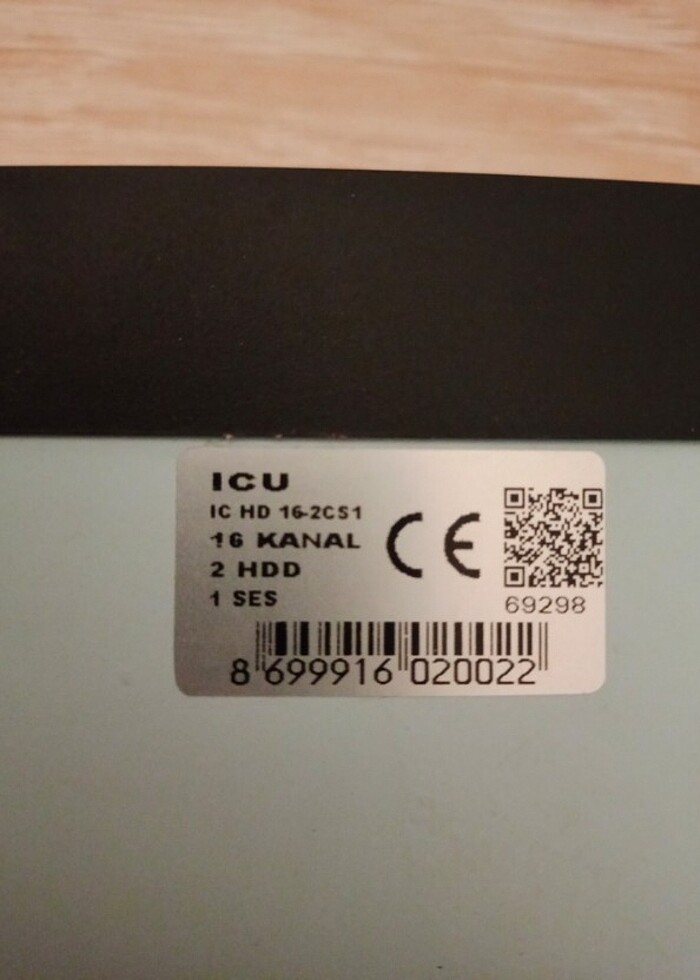 ICU
IC HD 16-2CS1
16 KANAL
2 HDD
1 SES
CE
69298
8 699916 020022